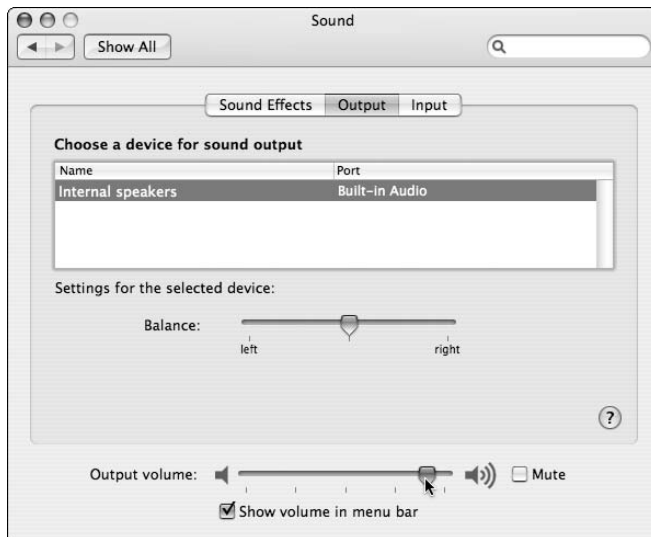 Sound
Show All
Sound Effects Output Input
Choose a device for sound output
Name Port
Internal speakers Built-in Audio
Settings for the selected device:
Balance:
left right
?
Output volume: Mute
Show volume in menu bar